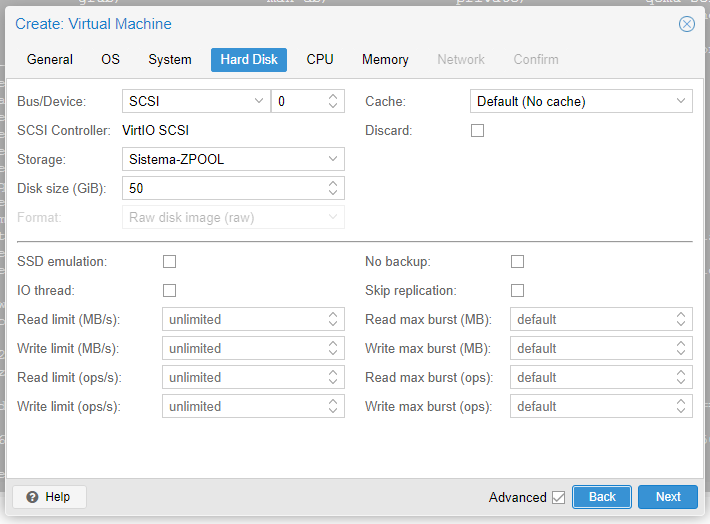 Create: Virtual Machine
General OS System Hard Disk CPU Memory Network Confirm
Bus/Device: SCSI 0 Cache: Default (No cache)
SCSI Controller: VirtIO SCSI Discard:
Storage: Sistema-ZPOOL
Disk size (GiB): 50
Format: Raw disk image (raw)
SSD emulation: No backup:
IO thread: Skip replication:
Read limit (MB/s): unlimited Read max burst (MB): default
Write limit (MB/s): unlimited Write max burst (MB): default
Read limit (ops/s): unlimited Read max burst (ops): default
Write limit (ops/s): unlimited Write max burst (ops): default
Help Advanced Back Next